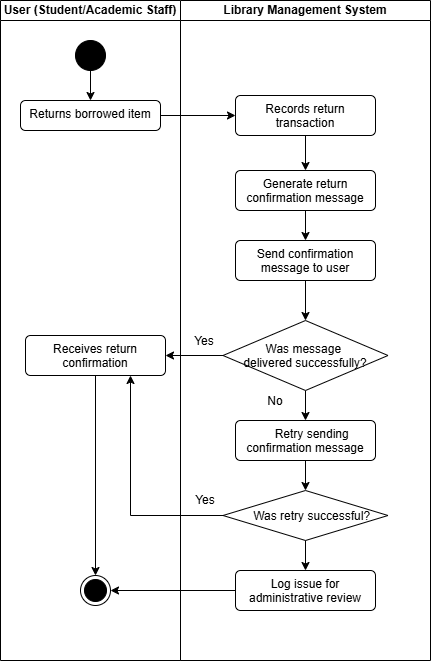 User (Student/Academic Staff)
Library Management System
Returns borrowed item
Records return
transaction
Generate return
confirmation message
Send confirmation
message to user
Was message
delivered successfully?
Yes
Receives return
confirmation
No
Retry sending
confirmation message
Was retry successful?
Yes
Log issue for
administrative review